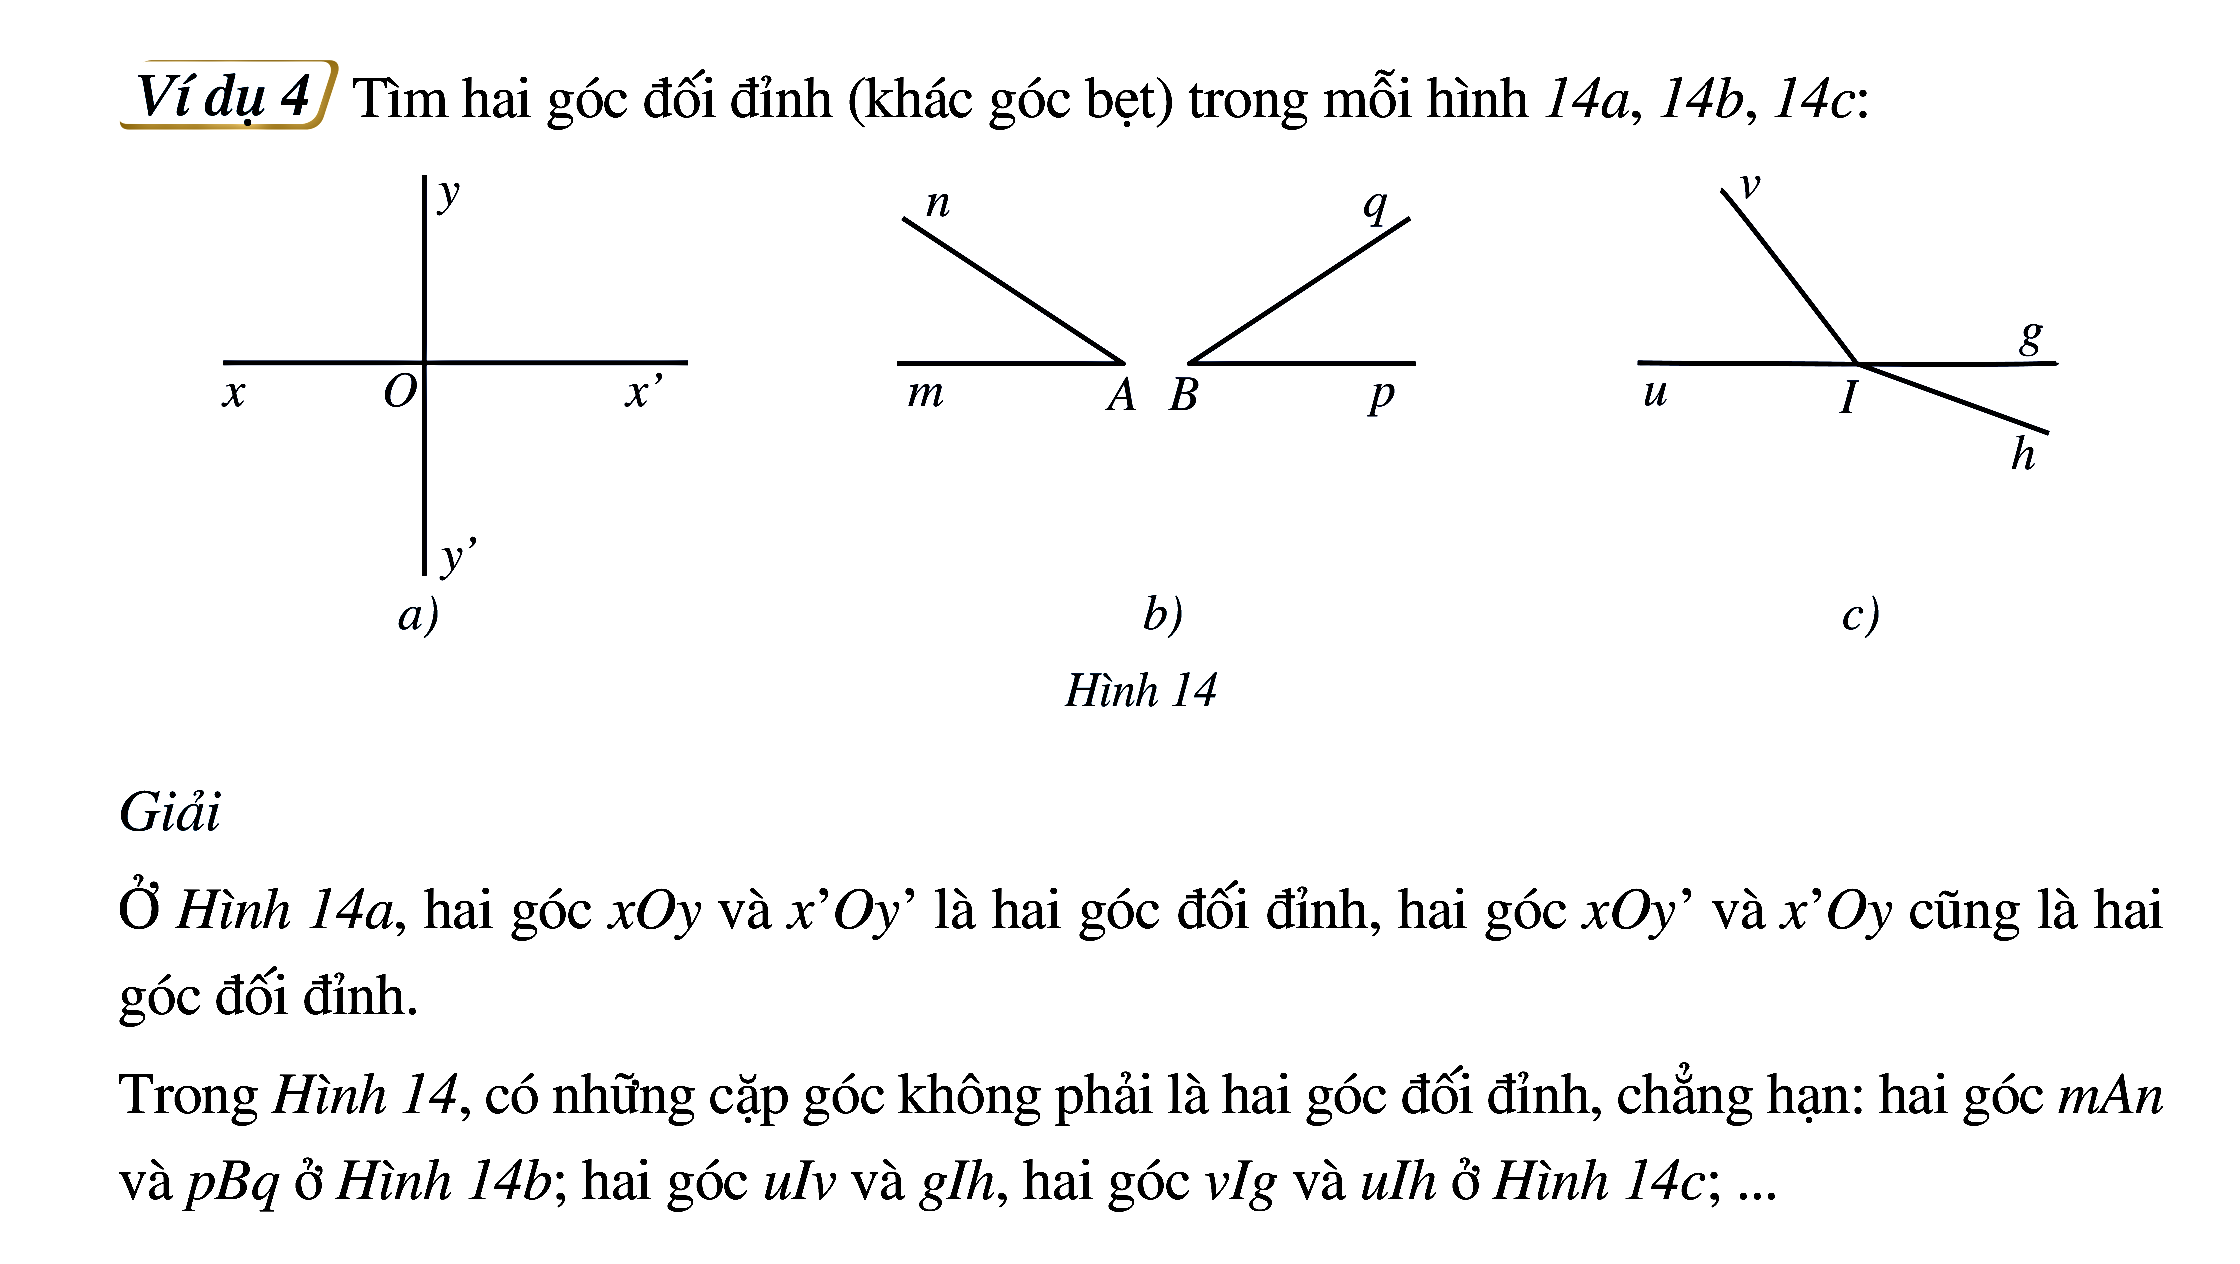 Ví dụ 4 Tìm hai góc đối đỉnh (khác góc bẹt) trong mỗi hình 14a, 14b, 14c:
y
x O x’
y’
a)
n q
m A B p
b)
v
g
u I
h
c)
Hình 14
Giải
Ở Hình 14a, hai góc xOy và x’Oy’ là hai góc đối đỉnh, hai góc xOy’ và x’Oy cũng là hai
góc đối đỉnh.
Trong Hình 14, có những cặp góc không phải là hai góc đối đỉnh, chẳng hạn: hai góc mAn
và pBq ở Hình 14b; hai góc uIv và gIh, hai góc vIg và uIh ở Hình 14c; ...